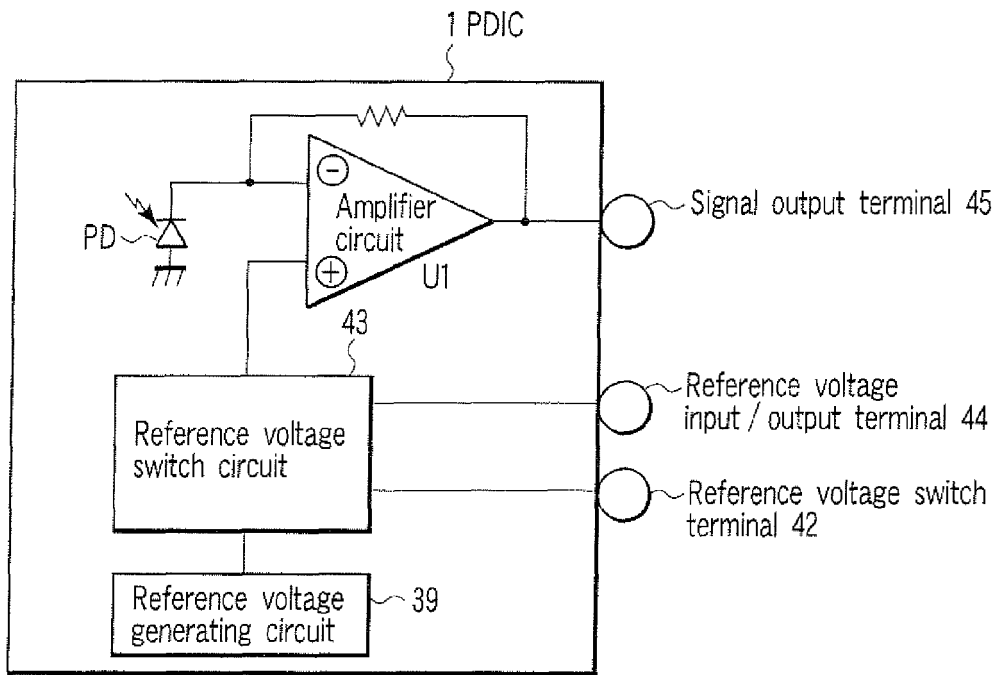 1 PDIC
−
Amplifier
circuit
+
U1
PD
Signal output terminal 45
43
Reference voltage
switch circuit
Reference voltage
input / output terminal 44
Reference voltage switch
terminal 42
Reference voltage
generating circuit
39